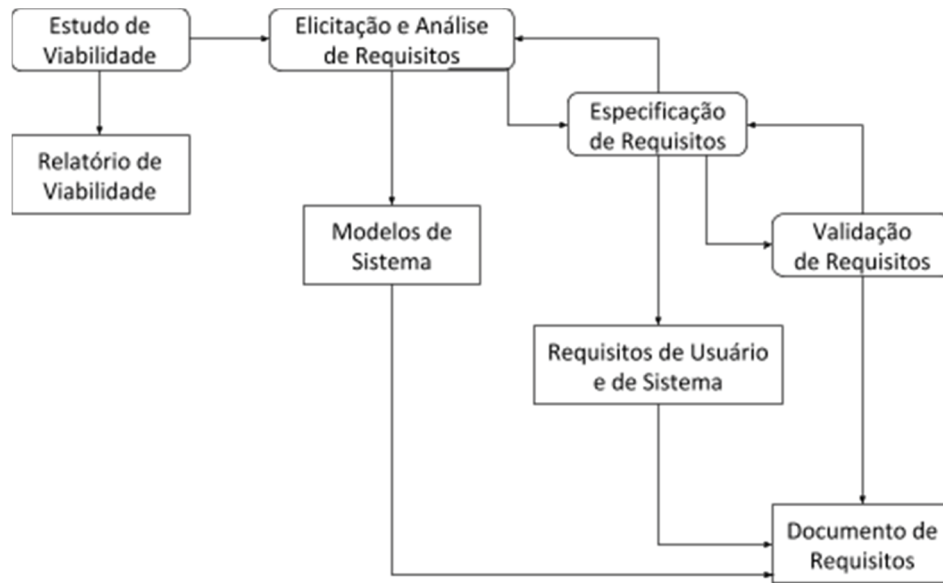 Estudo de
Viabilidade
Elicitação e Análise
de Requisitos
Especificação
de Requisitos
Relatório de
Viabilidade
Modelos de
Sistema
Validação
de Requisitos
Requisitos de Usuário
e de Sistema
Documento de
Requisitos